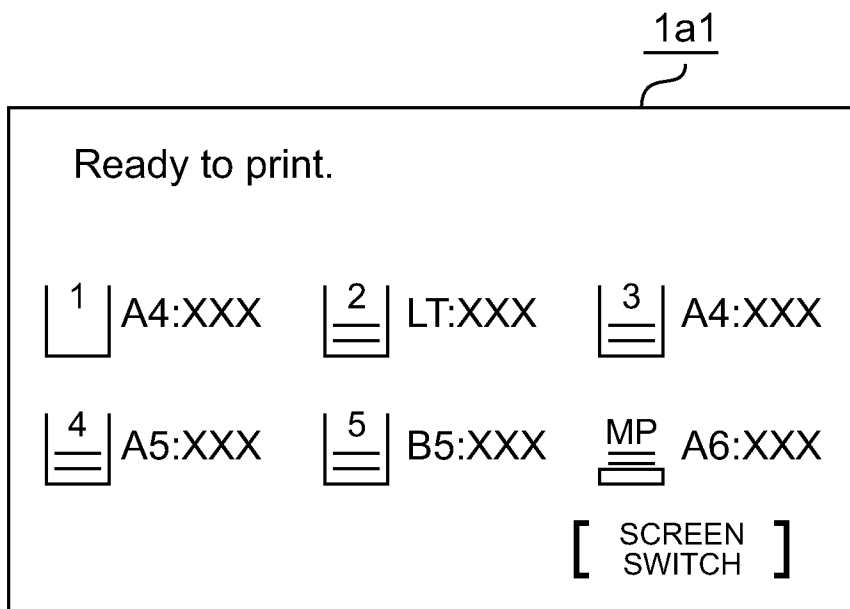 1a1
Ready to print.
1 A4:XXX 2 LT:XXX 3 A4:XXX
4 A5:XXX 5 B5:XXX MP A6:XXX
[ SCREEN
SWITCH ]